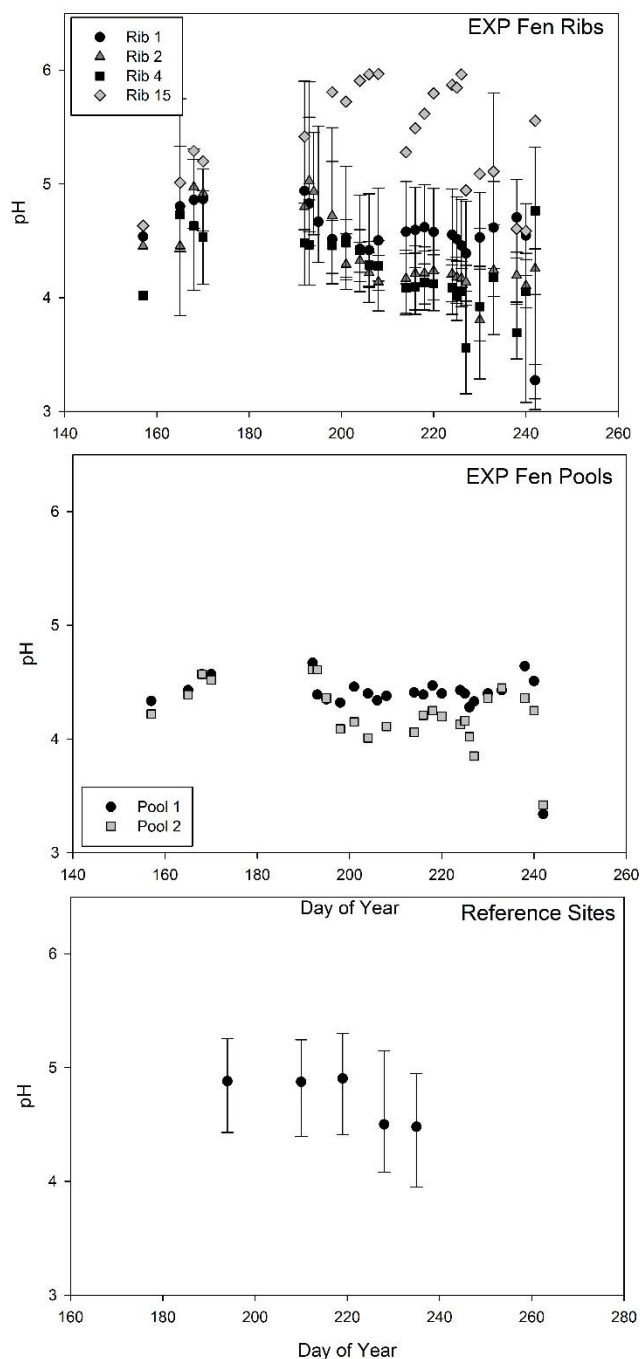 EXP Fen Ribs
Rib 1
Rib 2
Rib 4
Rib 15
6
5
4
3
pH
140 160 180 200 220 240 260
EXP Fen Pools
6
5
4
3
pH
Pool 1
Pool 2
140 160 180 200 220 240 260
Day of Year
Reference Sites
6
5
4
3
pH
160 180 200 220 240 260 280
Day of Year